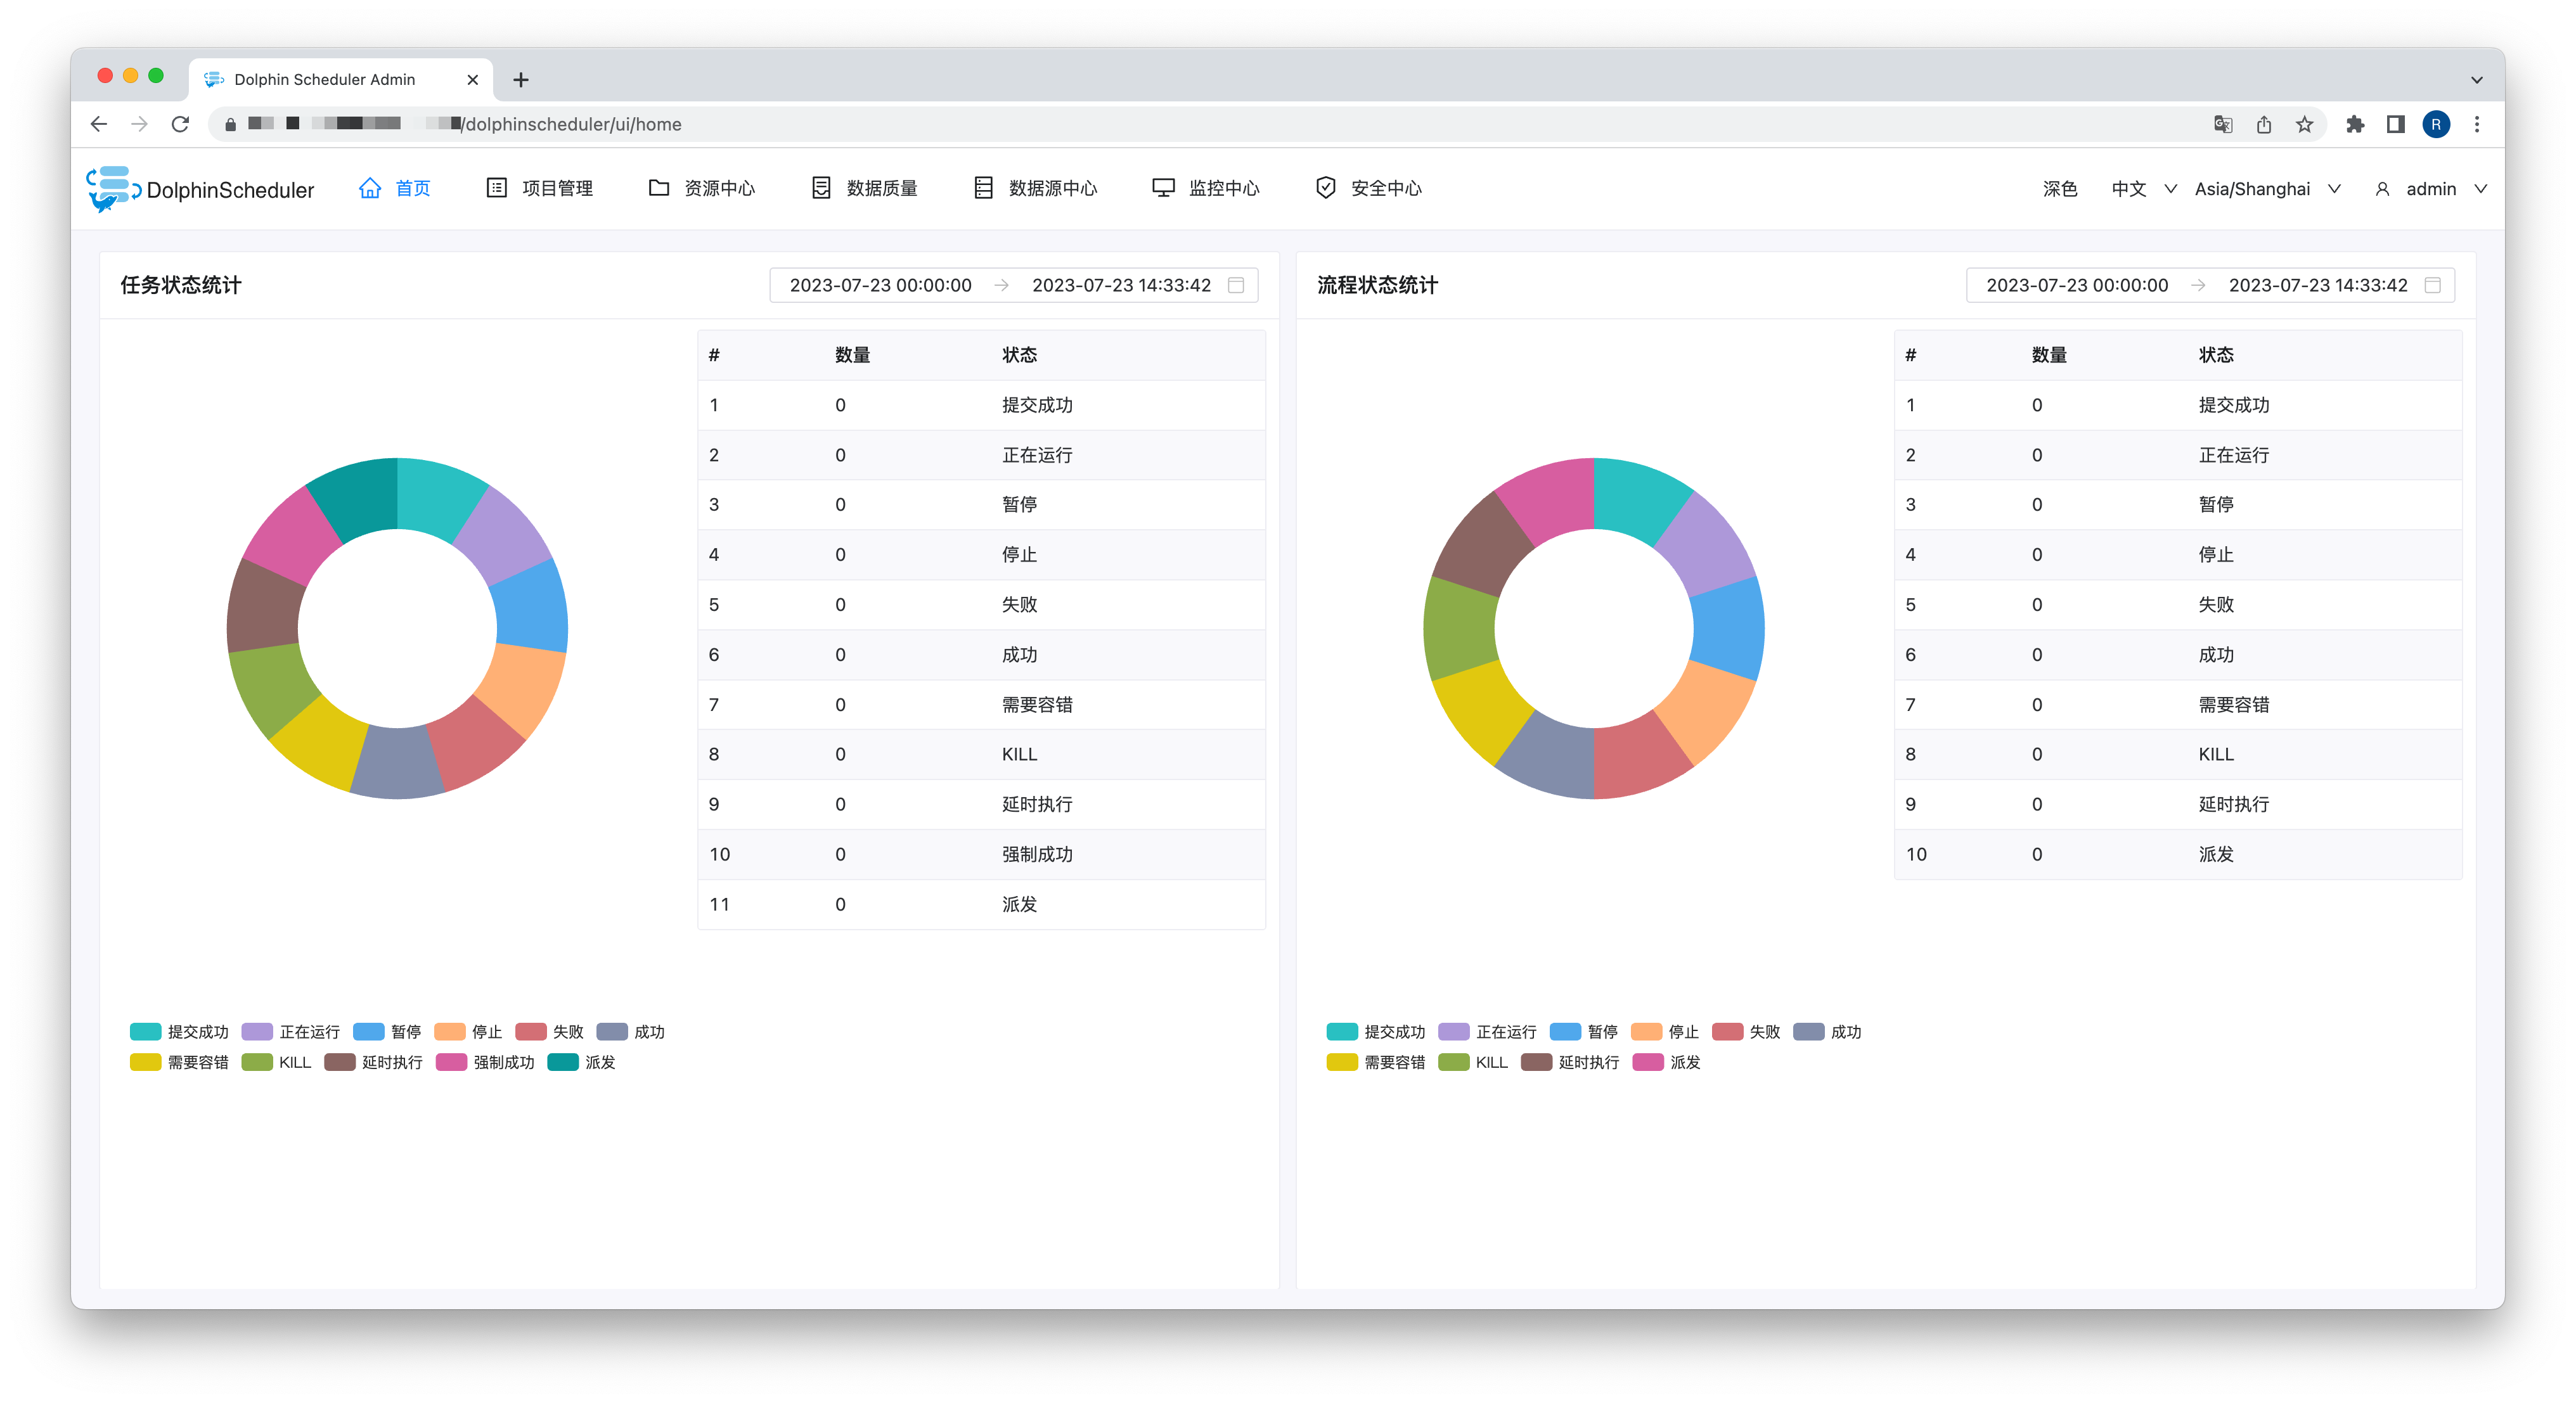 Dolphin Scheduler Admin
/dolphinscheduler/ui/home
R
DolphinScheduler 首页 项目管理 资源中心 数据质量 数据源中心 监控中心 安全中心 深色 中文 Asia/Shanghai admin
任务状态统计 2023-07-23 00:00:00 → 2023-07-23 14:33:42
# 数量 状态
1 0 提交成功
2 0 正在运行
3 0 暂停
4 0 停止
5 0 失败
6 0 成功
7 0 需要容错
8 0 KILL
9 0 延时执行
10 0 强制成功
11 0 派发
提交成功 正在运行 暂停 停止 失败 成功
需要容错 KILL 延时执行 强制成功 派发
流程状态统计 2023-07-23 00:00:00 → 2023-07-23 14:33:42
# 数量 状态
1 0 提交成功
2 0 正在运行
3 0 暂停
4 0 停止
5 0 失败
6 0 成功
7 0 需要容错
8 0 KILL
9 0 延时执行
10 0 派发
提交成功 正在运行 暂停 停止 失败 成功
需要容错 KILL 延时执行 派发